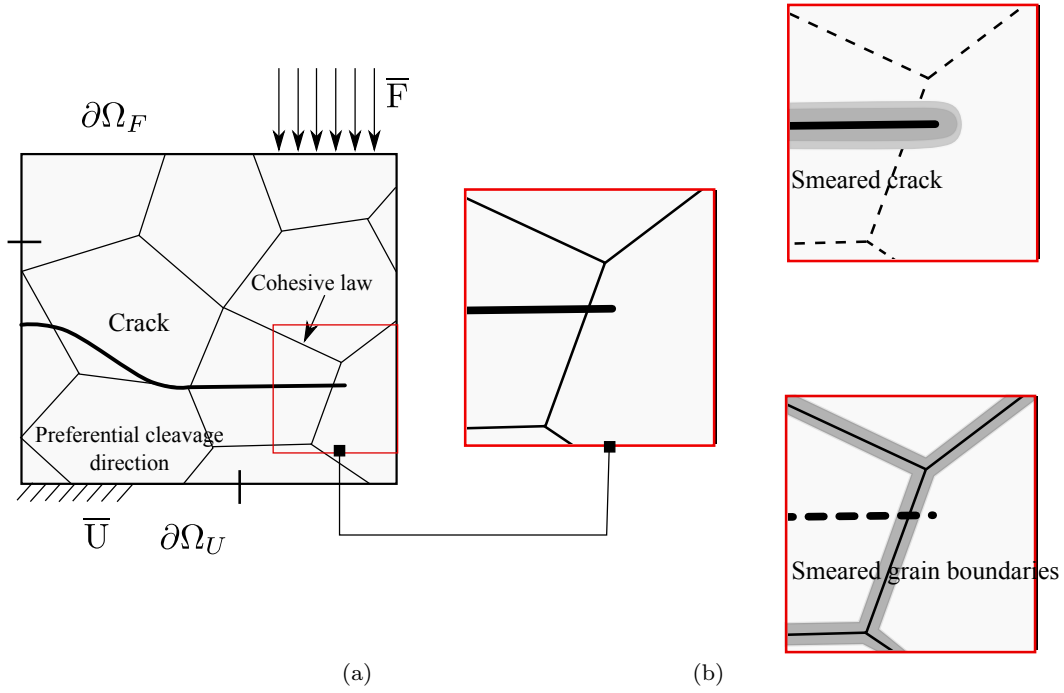 F̅
∂Ω_F
Smeared crack
Cohesive law
Crack
Preferential cleavage
direction
U̅
∂Ω_U
Smeared grain boundaries
(a)
(b)